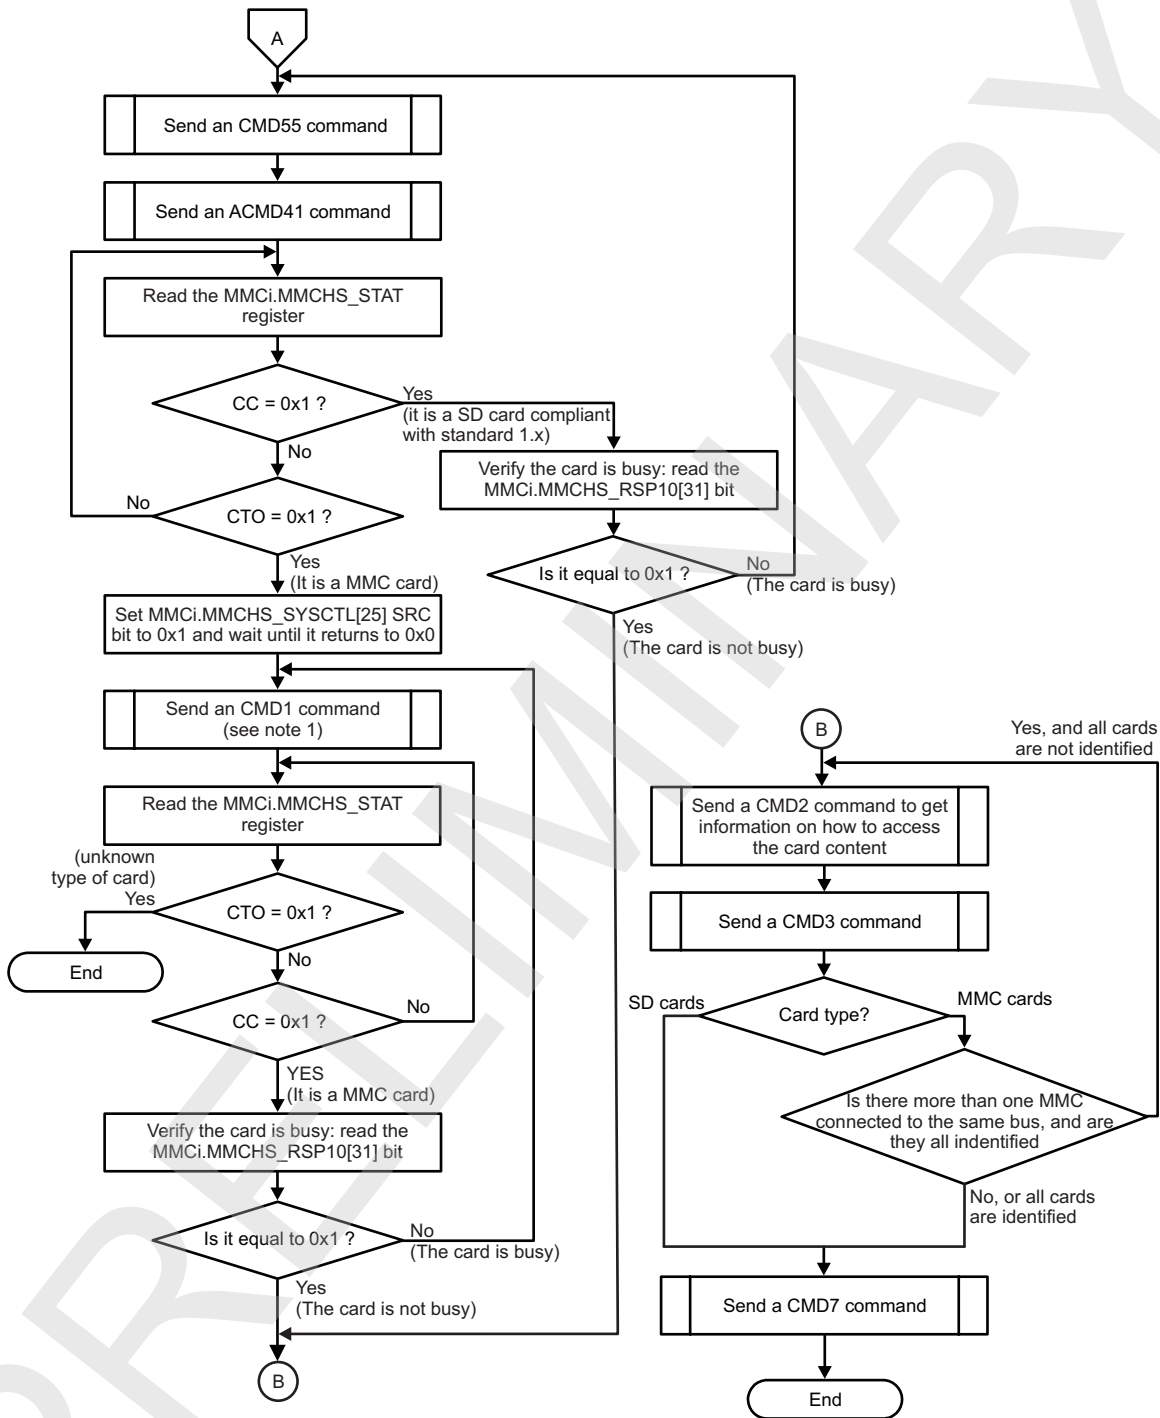 A
Send an CMD55 command
Send an ACMD41 command
Read the MMCi.MMCHS_STAT
register
CC = 0x1 ?
Yes
(it is a SD card compliant
with standard 1.x)
No
Verify the card is busy: read the
MMCi.MMCHS_RSP10[31] bit
No
CTO = 0x1 ?
Yes
(It is a MMC card)
Is it equal to 0x1 ?
No
(The card is busy)
Set MMCi.MMCHS_SYSCTL[25] SRC
bit to 0x1 and wait until it returns to 0x0
Yes
(The card is not busy)
Send an CMD1 command
(see note 1)
Read the MMCi.MMCHS_STAT
register
(unknown
type of card)
Yes
CTO = 0x1 ?
End
No
CC = 0x1 ?
No
YES
(It is a MMC card)
Verify the card is busy: read the
MMCi.MMCHS_RSP10[31] bit
Is it equal to 0x1 ?
No
(The card is busy)
Yes
(The card is not busy)
B
B
Yes, and all cards
are not identified
Send a CMD2 command to get
information on how to access
the card content
Send a CMD3 command
SD cards
Card type?
MMC cards
Is there more than one MMC
connected to the same bus, and are
they all indentified
No, or all cards
are identified
Send a CMD7 command
End
PRELIMINARY